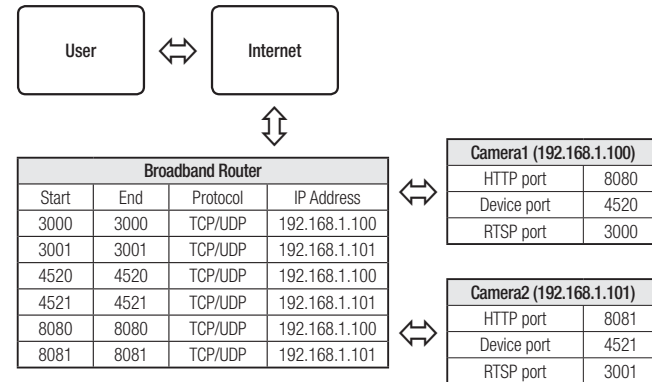 User
Internet
Broadband Router
Start End Protocol IP Address
3000 3000 TCP/UDP 192.168.1.100
3001 3001 TCP/UDP 192.168.1.101
4520 4520 TCP/UDP 192.168.1.100
4521 4521 TCP/UDP 192.168.1.101
8080 8080 TCP/UDP 192.168.1.100
8081 8081 TCP/UDP 192.168.1.101
Camera1 (192.168.1.100)
HTTP port 8080
Device port 4520
RTSP port 3000
Camera2 (192.168.1.101)
HTTP port 8081
Device port 4521
RTSP port 3001